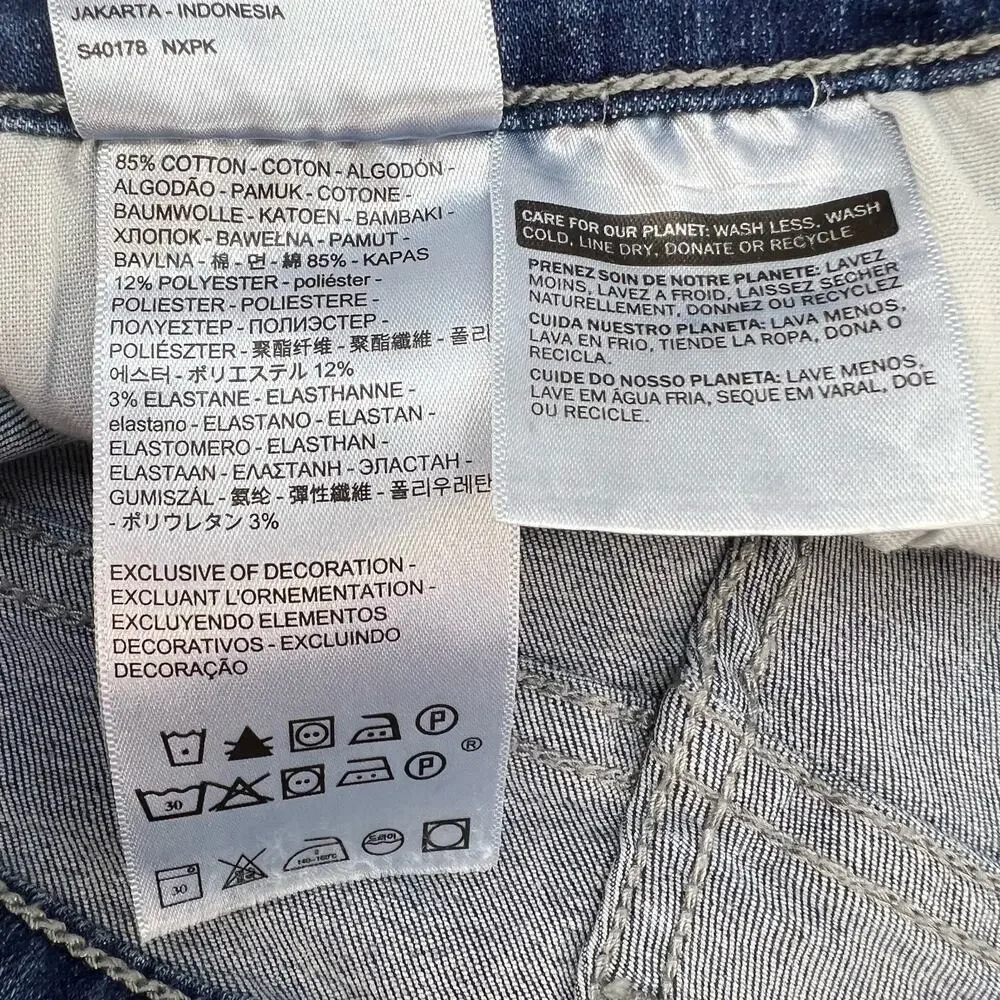 JAKARTA - INDONESIA
S40178 NXPK
85% COTTON - COTON - ALGODÓN -
ALGODÃO - PAMUK - COTONE -
BAUMWOLLE - KATOEN - BAMBAKI -
ХЛОПОК - BAWEŁNA - PAMUT -
BAVLNA - 棉 - 면 - 綿 85% - KAPAS
12% POLYESTER - poliéster -
POLIESTER - POLIESTERE -
ΠΟΛΥΕΣΤΕΡ - ПОЛИЭСТЕР -
POLIÉSZTER - 聚酯纤维 - 聚酯纖維 - 폴리
에스터 - ポリエステル 12%
3% ELASTANE - ELASTHANNE -
elastano - ELASTANO - ELASTAN -
ELASTOMERO - ELASTHAN -
ELASTAAN - ΕΛΑΣΤΑΝΗ - ЭЛАСТАН -
GUMISZÁL - 氨纶 - 彈性纖維 - 폴리우레탄
- ポリウレタン 3%
EXCLUSIVE OF DECORATION -
EXCLUANT L'ORNEMENTATION -
EXCLUYENDO ELEMENTOS
DECORATIVOS - EXCLUINDO
DECORAÇÃO
P
P ®
30
30 140~160℃ 드라이
CARE FOR OUR PLANET: WASH LESS, WASH
COLD, LINE DRY, DONATE OR RECYCLE
PRENEZ SOIN DE NOTRE PLANETE: LAVEZ
MOINS, LAVEZ A FROID, LAISSEZ SECHER
NATURELLEMENT, DONNEZ OU RECYCLEZ
CUIDA NUESTRO PLANETA: LAVA MENOS,
LAVA EN FRIO, TIENDE LA ROPA, DONA O
RECICLA.
CUIDE DO NOSSO PLANETA: LAVE MENOS,
LAVE EM ÁGUA FRIA, SEQUE EM VARAL, DOE
OU RECICLE.